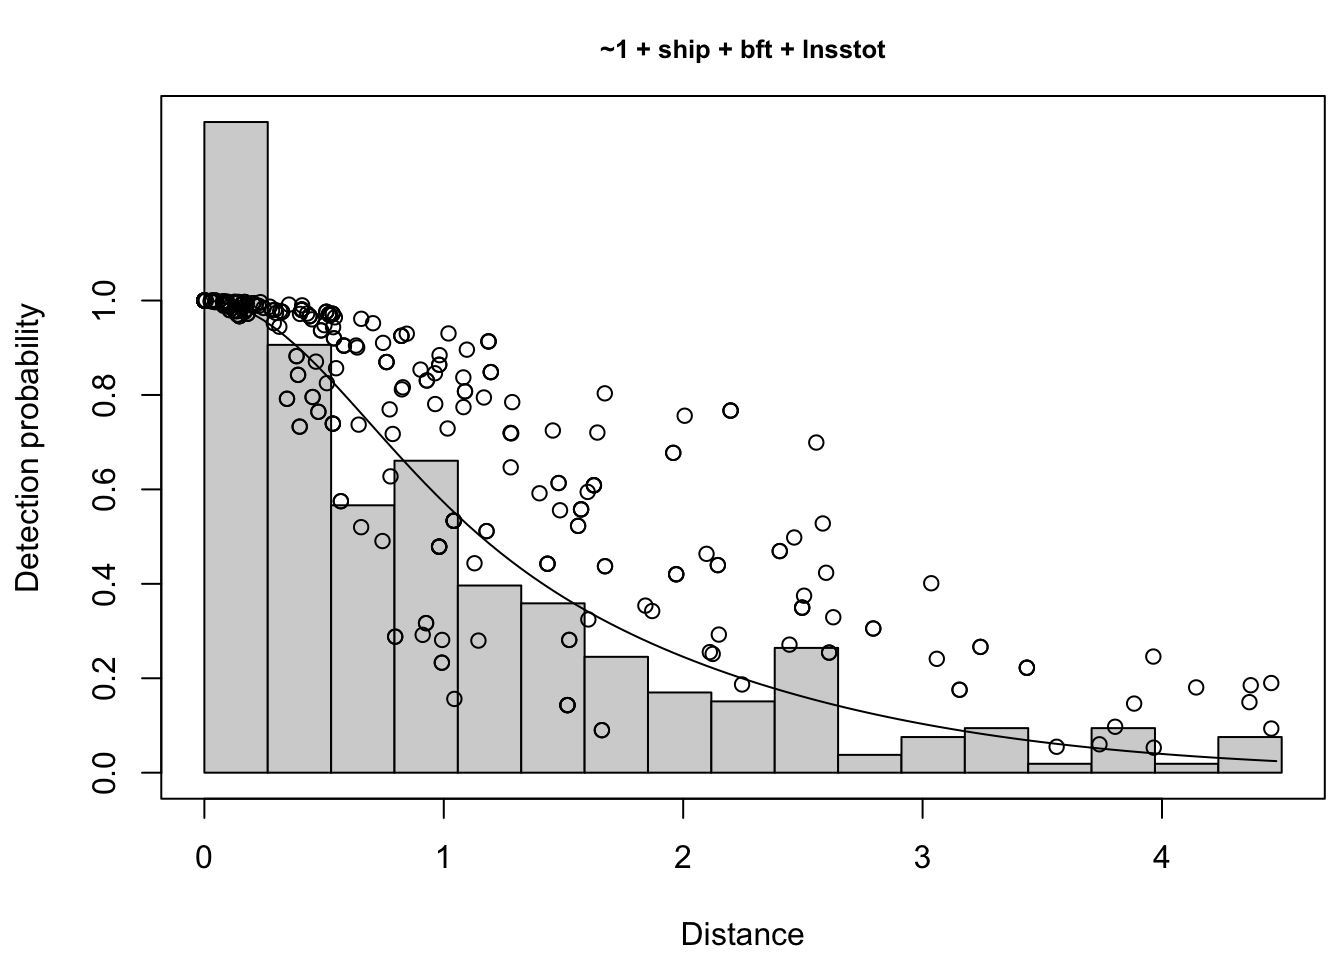 ~1 + ship + bft + lnsstot
Detection probability
1.0
0.8
0.6
0.4
0.2
0.0
0 1 2 3 4
Distance